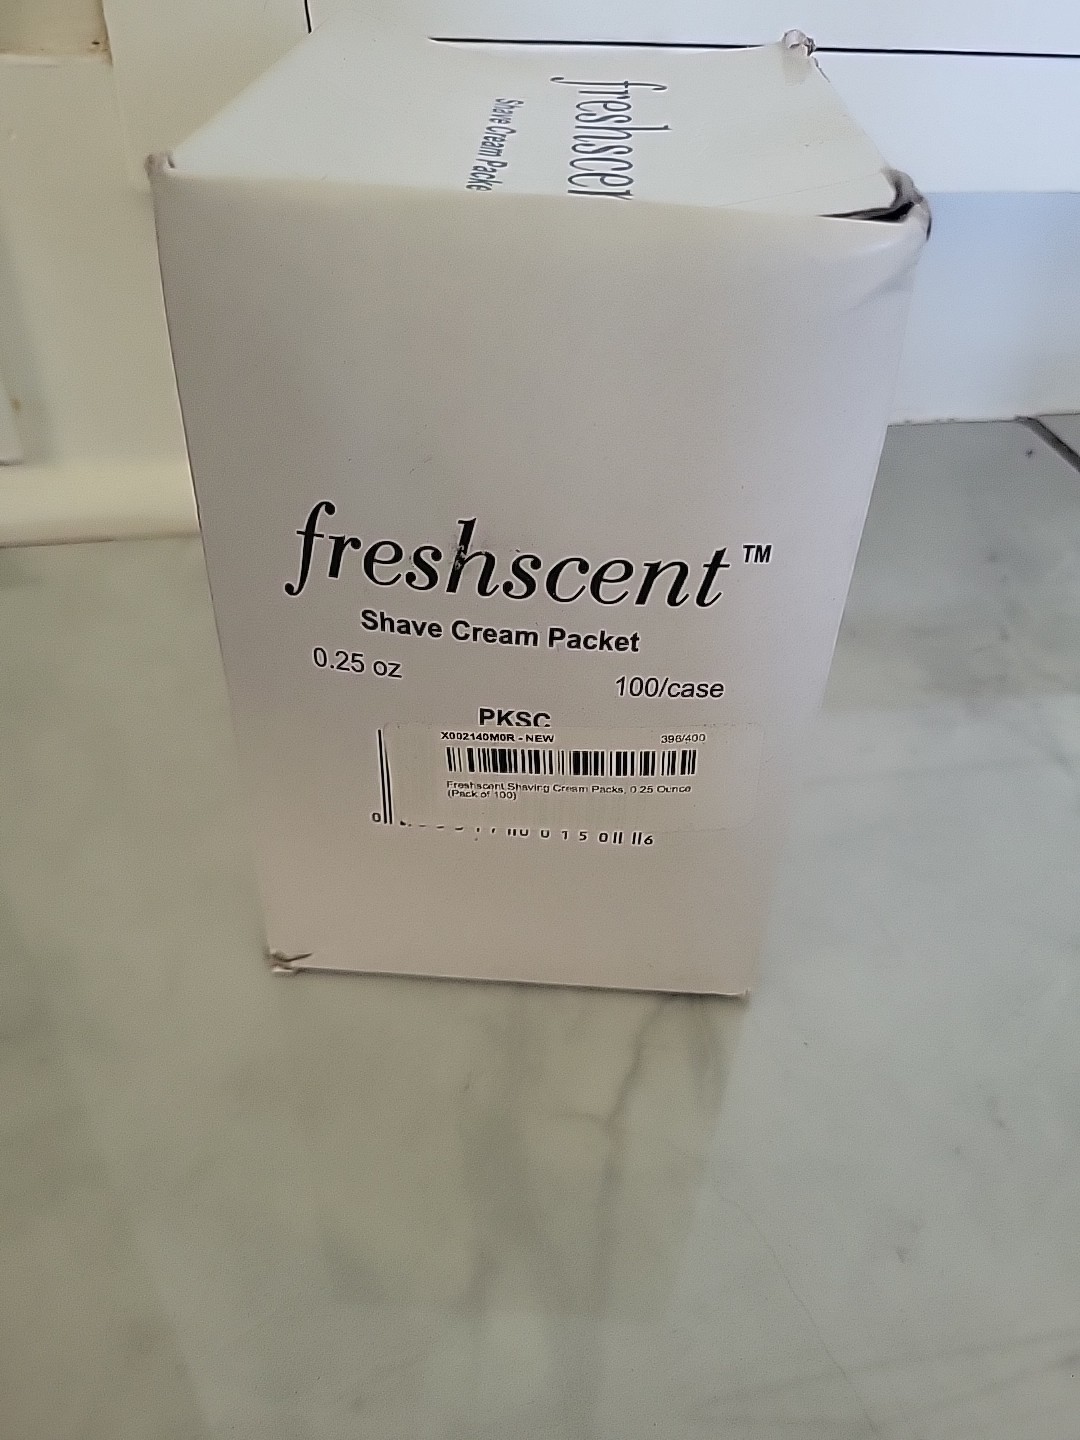 freshscen
Shave Cream Packe
freshscent™
Shave Cream Packet
0.25 oz
100/case
PKSC
X002140M0R - NEW 396/400
Freshscent Shaving Cream Packs, 0.25 Ounce
(Pack of 100)